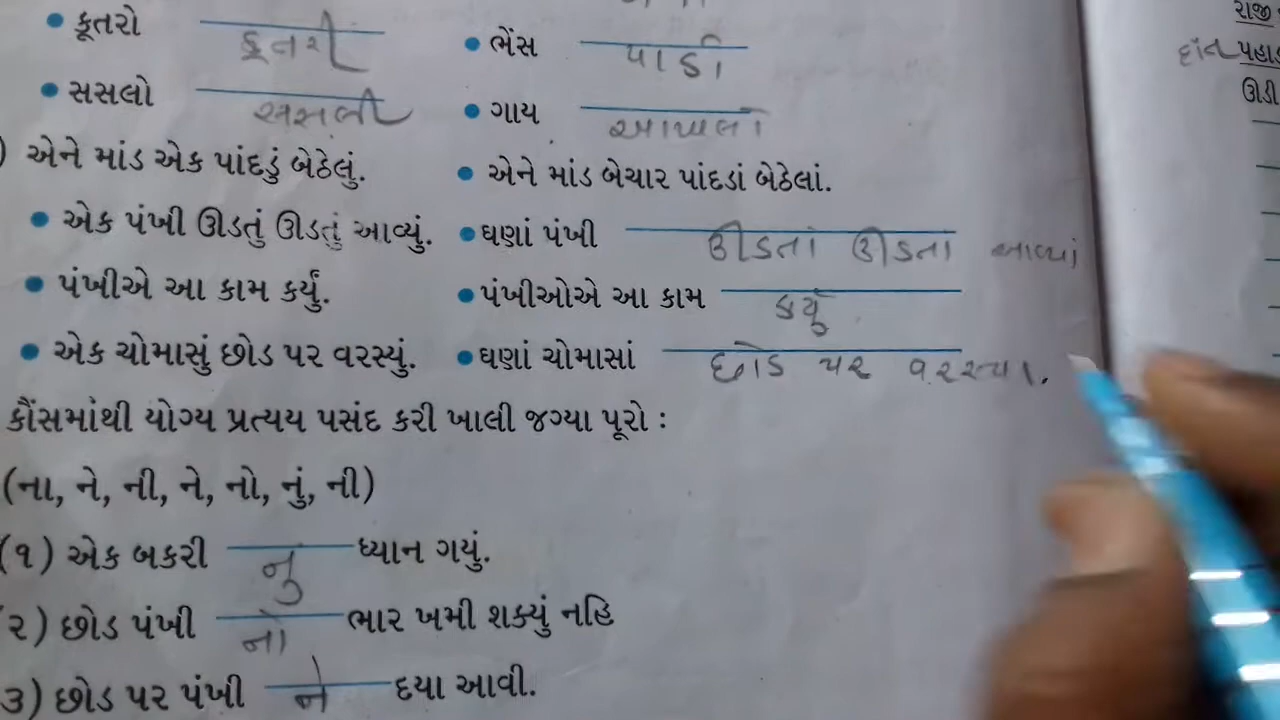 • કૂતરો કૂતરી • ભેંસ પાડી
• સસલો સસલી • ગાય
) એને માંડ એક પાંદડું બેઠેલું. • એને માંડ બેચાર પાંદડાં બેઠેલાં.
• એક પંખી ઊડતું ઊડતું આવ્યું. • ઘણાં પંખી ઊડતાં ઊડતા આવ્યાં
• પંખીએ આ કામ કર્યું. • પંખીઓએ આ કામ કર્યું
• એક ચોમાસું છોડ પર વરસ્યું. • ઘણાં ચોમાસાં છોડ પર વરસ્યા.
કૌંસમાંથી યોગ્ય પ્રત્યય પસંદ કરી ખાલી જગ્યા પૂરો :
(ના, ને, ની, ને, નો, નું, ની)
(૧) એક બકરી નુ ધ્યાન ગયું.
(૨) છોડ પંખી નો ભાર ખમી શક્યું નહિ
૩) છોડ પર પંખી ને દયા આવી.
રાજી
પહાડ
ઊડી